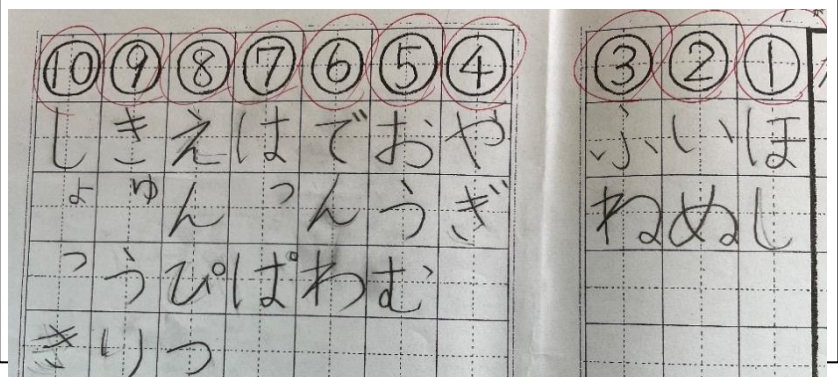 ① ほし
② いぬ
③ ふね
④ やぎ
⑤ おうむ
⑥ でんわ
⑦ はっぱ
⑧ えんぴつ
⑨ きゅうり
⑩ しょっき